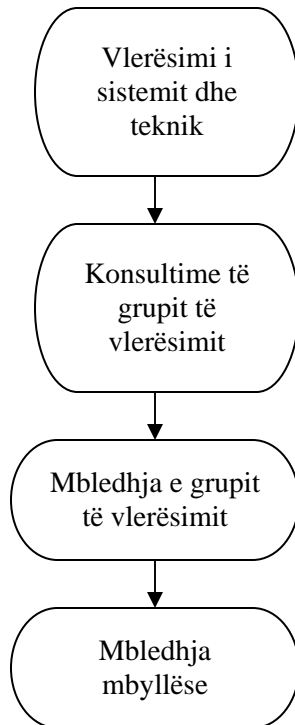 Vlerësimi i
sistemit dhe
teknik
Konsultime të
grupit të
vlerësimit
Mbledhja e grupit
të vlerësimit
Mbledhja
mbyllëse